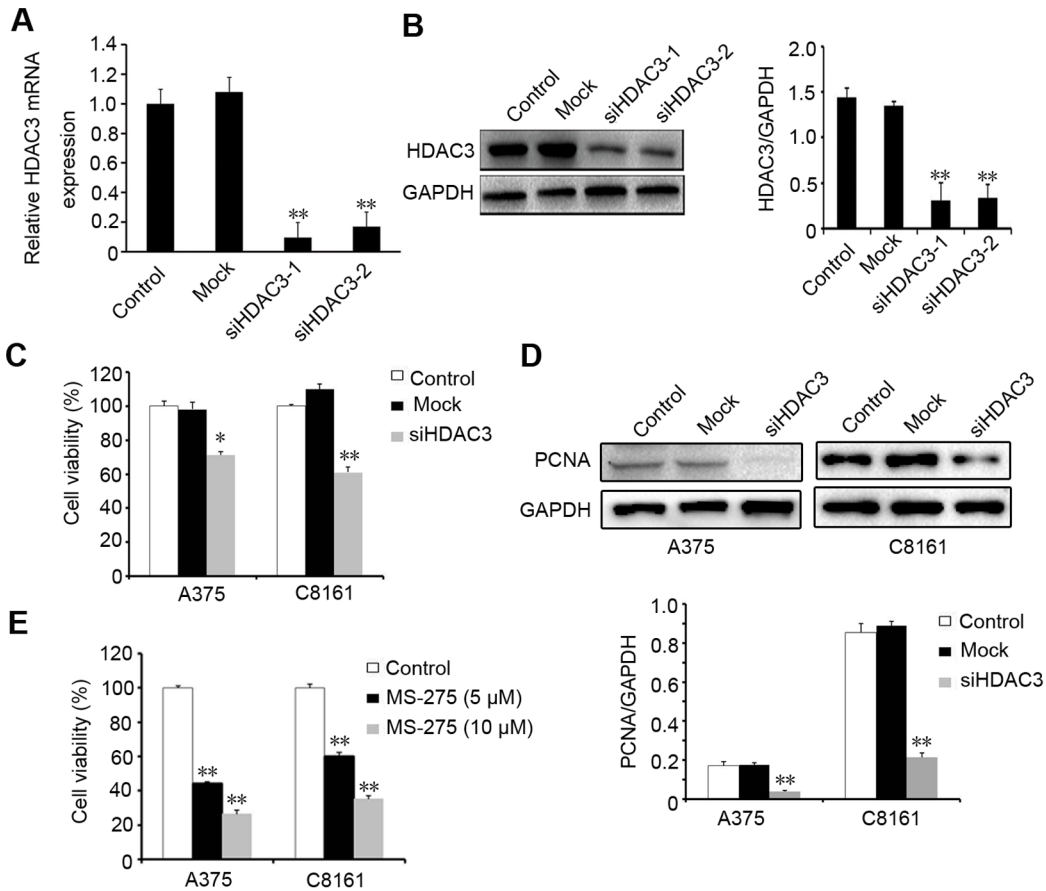 A
Relative HDAC3 mRNA
expression
1.4
1.2
1.0
0.8
0.6
0.4
0.2
0
**
**
Control
Mock
siHDAC3-1
siHDAC3-2
B
Control
Mock
siHDAC3-1
siHDAC3-2
HDAC3
GAPDH
HDAC3/GAPDH
2.0
1.5
1.0
0.5
0
**
**
Control
Mock
siHDAC3-1
siHDAC3-2
C
Cell viability (%)
120
100
80
60
40
20
0
*
**
A375
C8161
Control
Mock
siHDAC3
D
Control
Mock
siHDAC3
Control
Mock
siHDAC3
PCNA
GAPDH
A375
C8161
PCNA/GAPDH
1.0
0.8
0.6
0.4
0.2
0
**
**
A375
C8161
Control
Mock
siHDAC3
E
Cell viability (%)
120
100
80
60
40
20
0
**
**
**
**
A375
C8161
Control
MS-275 (5 μM)
MS-275 (10 μM)